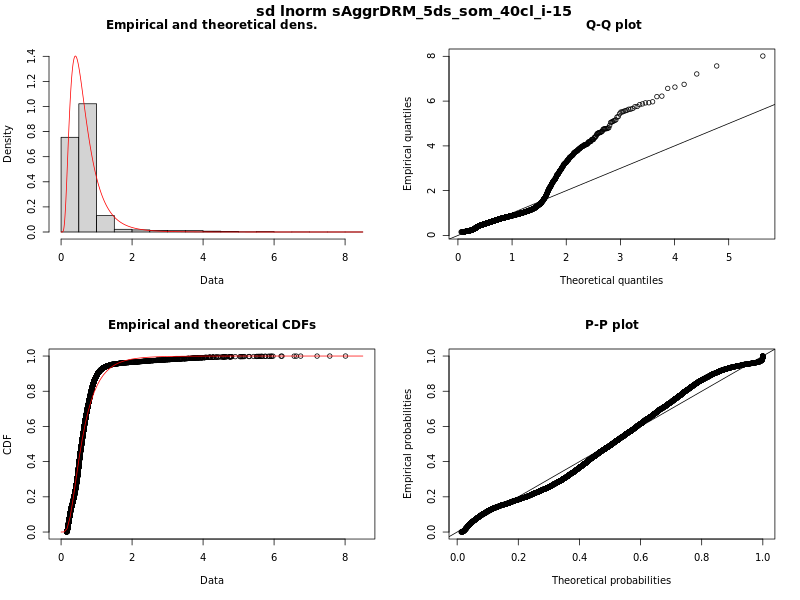 sd lnorm sAggrDRM_5ds_som_40cl_i-15
Empirical and theoretical dens.
Density
0.0 0.2 0.4 0.6 0.8 1.0 1.2 1.4
0 2 4 6 8
Data
Q-Q plot
Empirical quantiles
0 2 4 6 8
0 1 2 3 4 5
Theoretical quantiles
Empirical and theoretical CDFs
CDF
0.0 0.2 0.4 0.6 0.8 1.0
0 2 4 6 8
Data
P-P plot
Empirical probabilities
0.0 0.2 0.4 0.6 0.8 1.0
0.0 0.2 0.4 0.6 0.8 1.0
Theoretical probabilities